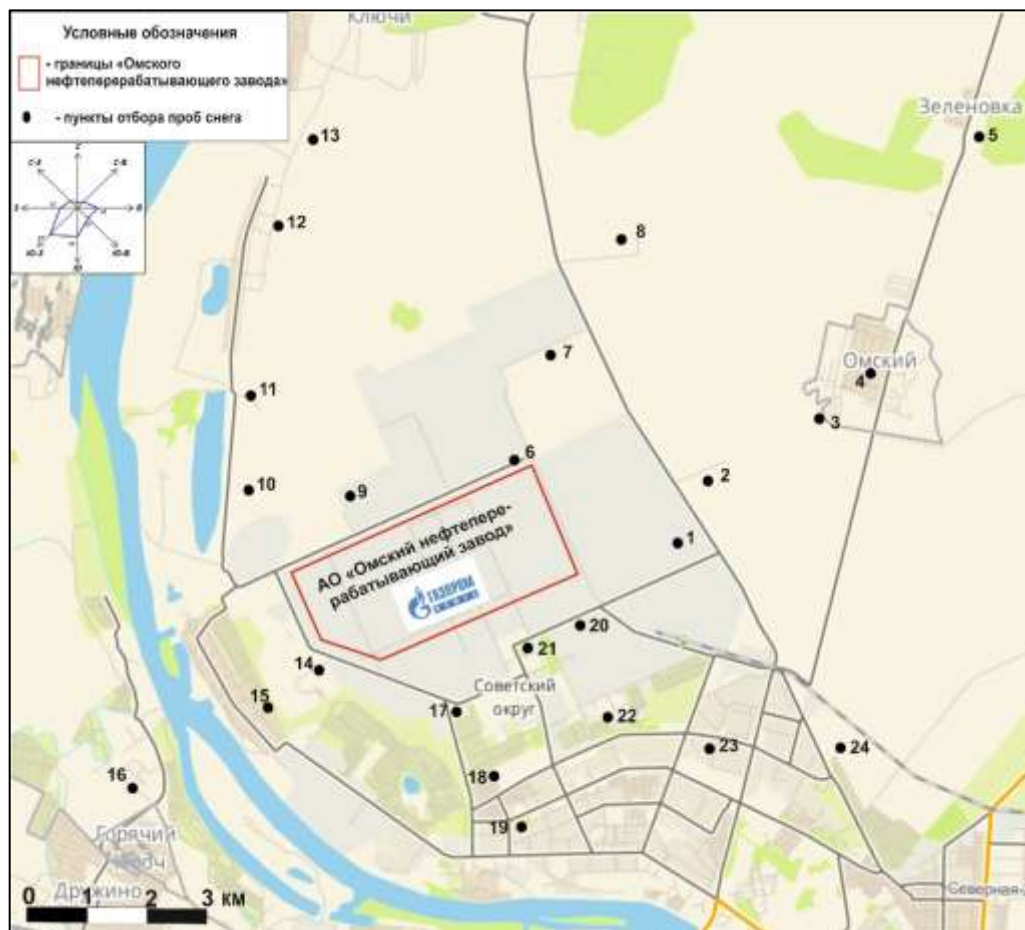 Ключи
Условные обозначения
- границы «Омского
нефтеперерабатывающего завода»
- пункты отбора проб снега
13
Зеленовка
5
12
8
7
Омский
4
11
3
6
2
10
9
1
АО «Омский нефтепере-
рабатывающий завод»
ГАЗПРОМ
20
21
14
Советский
округ
15
17
22
23
24
18
16
19
Горячий
Дружино
Северная-
0 1 2 3 км